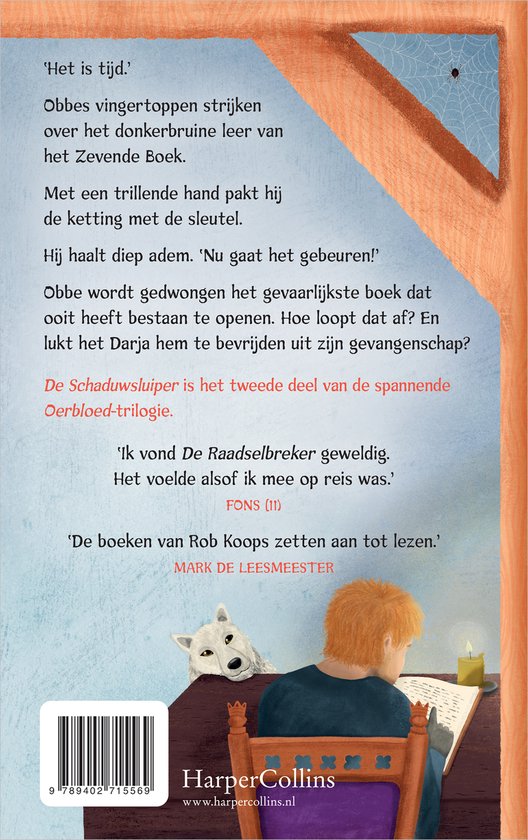 ‘Het is tijd.’
Obbes vingertoppen strijken
over het donkerbruine leer van
het Zevende Boek.
Met een trillende hand pakt hij
de ketting met de sleutel.
Hij haalt diep adem. ‘Nu gaat het gebeuren!’
Obbe wordt gedwongen het gevaarlijkste boek dat
ooit heeft bestaan te openen. Hoe loopt dat af? En
lukt het Darja hem te bevrijden uit zijn gevangenschap?
De Schaduwsluiper is het tweede deel van de spannende
Oerbloed-trilogie.
‘Ik vond De Raadselbreker geweldig.
Het voelde alsof ik mee op reis was.’
FONS (11)
‘De boeken van Rob Koops zetten aan tot lezen.’
MARK DE LEESMEESTER
HarperCollins
www.harpercollins.nl
9 789402 715569